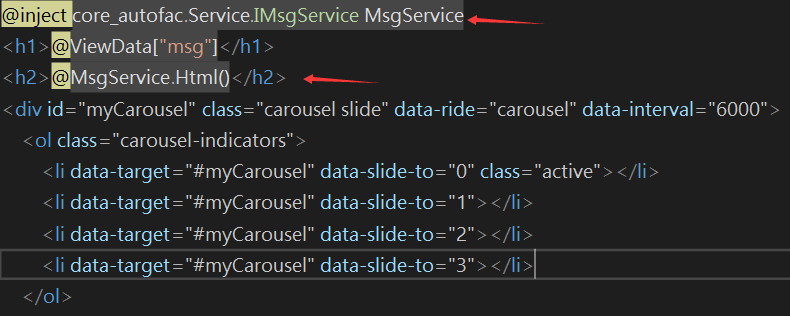 @inject core_autofac.Service.IMsgService MsgService
<h1>@ViewData["msg"]</h1>
<h2>@MsgService.Html()</h2>
<div id="myCarousel" class="carousel slide" data-ride="carousel" data-interval="6000">
<ol class="carousel-indicators">
<li data-target="#myCarousel" data-slide-to="0" class="active"></li>
<li data-target="#myCarousel" data-slide-to="1"></li>
<li data-target="#myCarousel" data-slide-to="2"></li>
<li data-target="#myCarousel" data-slide-to="3"></li>
</ol>